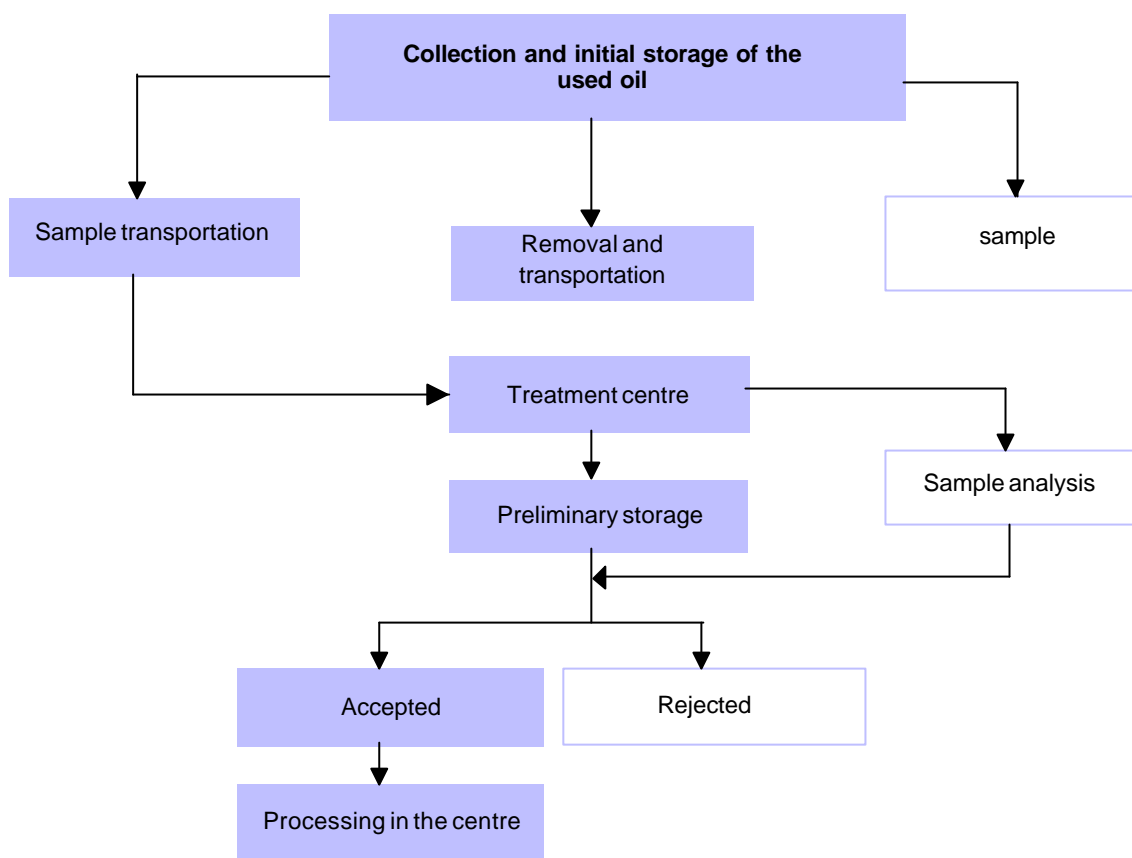 Collection and initial storage of the
used oil
Sample transportation
Removal and
transportation
sample
Treatment centre
Sample analysis
Preliminary storage
Accepted
Rejected
Processing in the centre